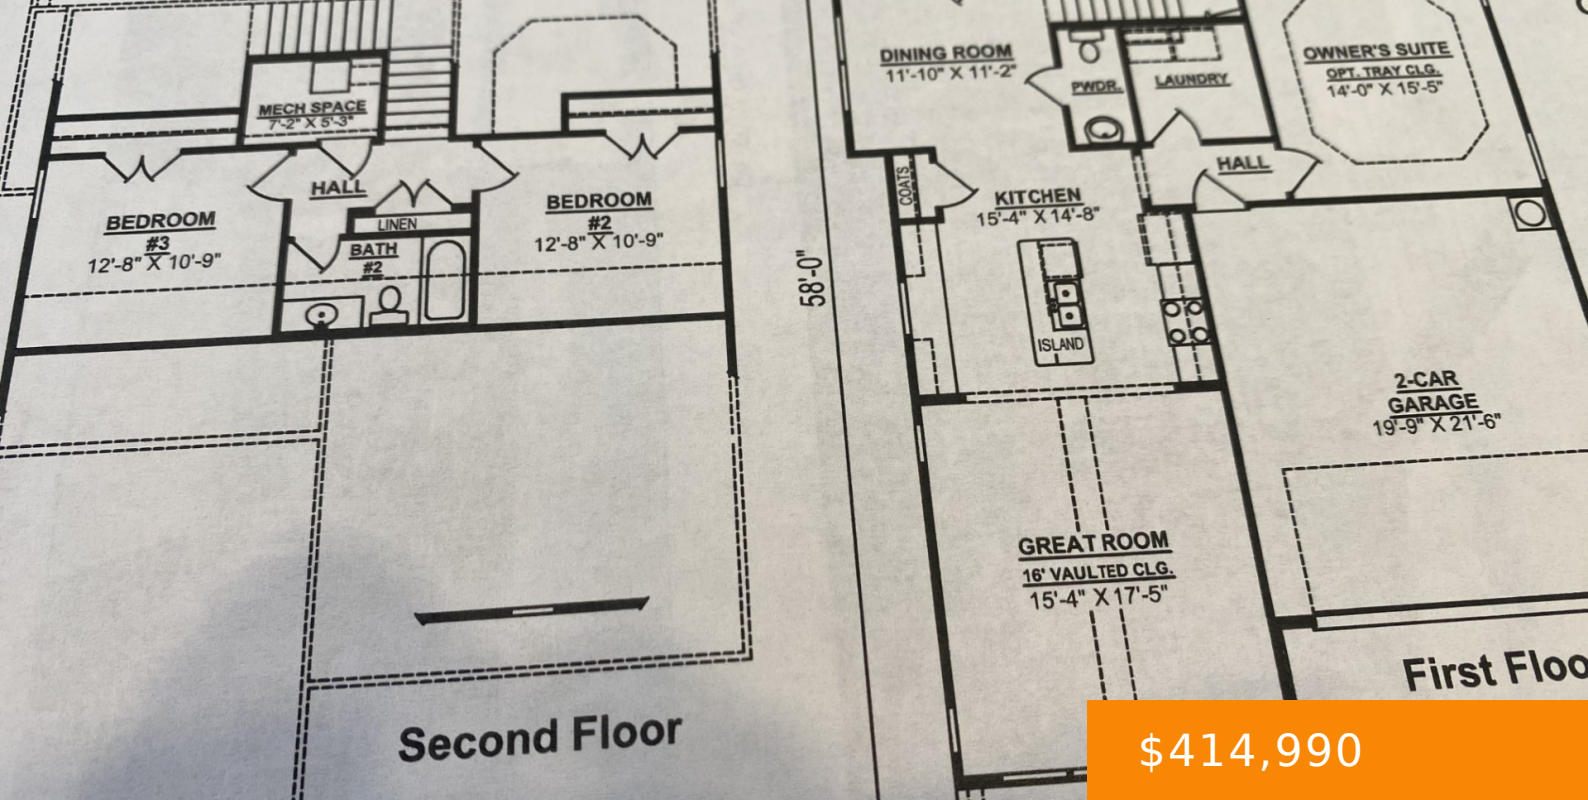 MECH SPACE
7'-2" X 5'-3"
HALL
LINEN
BEDROOM
#3
12'-8" X 10'-9"
BATH
#2
BEDROOM
#2
12'-8" X 10'-9"
Second Floor
58'-0"
DINING ROOM
11'-10" X 11'-2"
PWDR.
LAUNDRY
OWNER'S SUITE
OPT. TRAY CLG.
14'-0" X 15'-5"
HALL
COATS
KITCHEN
15'-4" X 14'-8"
ISLAND
2-CAR
GARAGE
19'-9" X 21'-6"
GREAT ROOM
16' VAULTED CLG.
15'-4" X 17'-5"
First Floo
$414,990